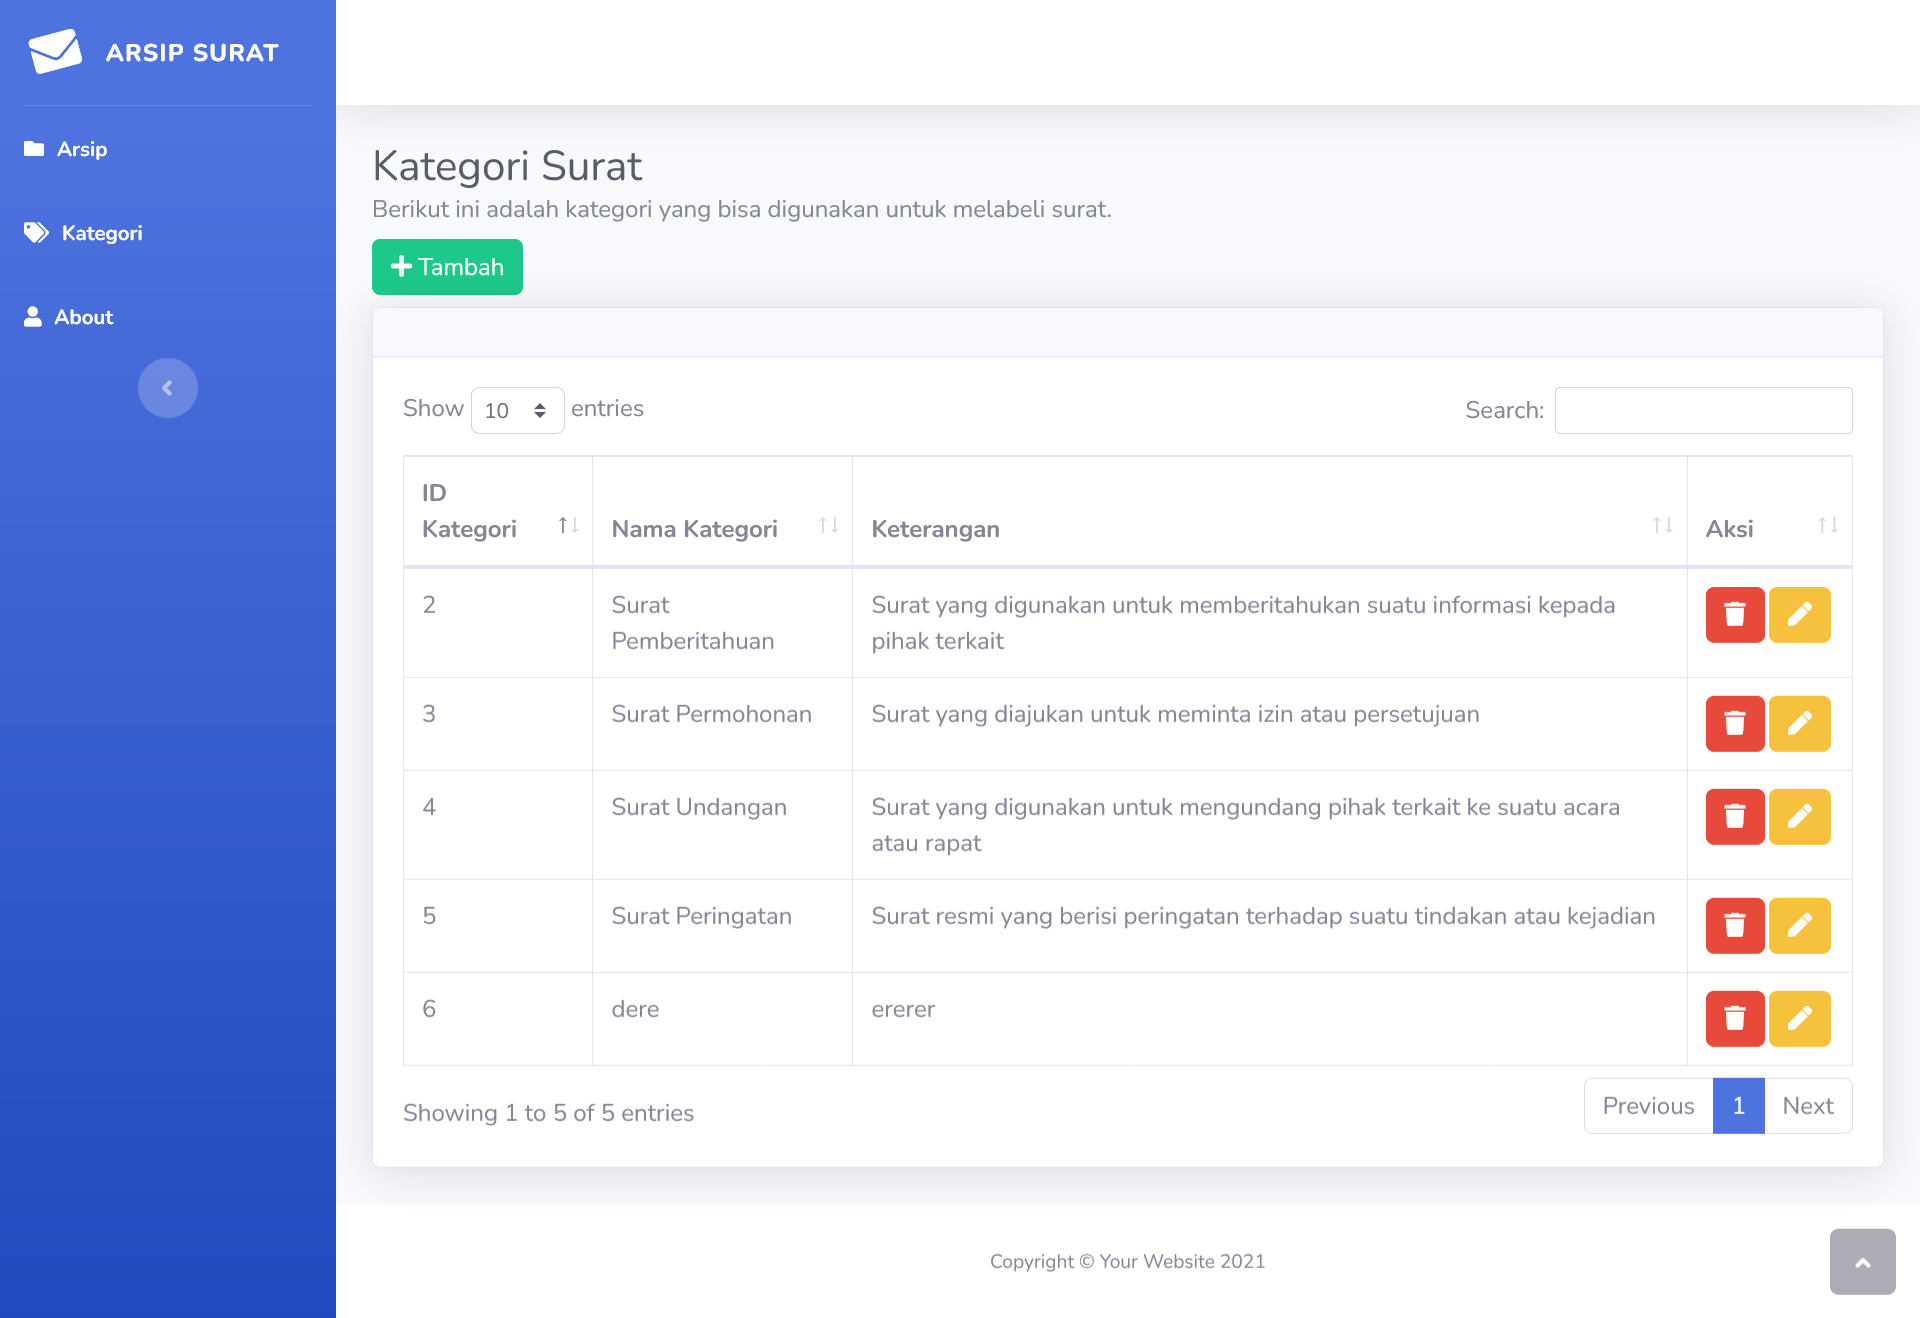 ARSIP SURAT
Arsip
Kategori
About
Kategori Surat
Berikut ini adalah kategori yang bisa digunakan untuk melabeli surat.
Tambah
Show 10 entries
Search:
ID
Kategori
Nama Kategori
Keterangan
Aksi
2
Surat
Pemberitahuan
Surat yang digunakan untuk memberitahukan suatu informasi kepada
pihak terkait
3
Surat Permohonan
Surat yang diajukan untuk meminta izin atau persetujuan
4
Surat Undangan
Surat yang digunakan untuk mengundang pihak terkait ke suatu acara
atau rapat
5
Surat Peringatan
Surat resmi yang berisi peringatan terhadap suatu tindakan atau kejadian
6
dere
ererer
Showing 1 to 5 of 5 entries
Previous 1 Next
Copyright © Your Website 2021